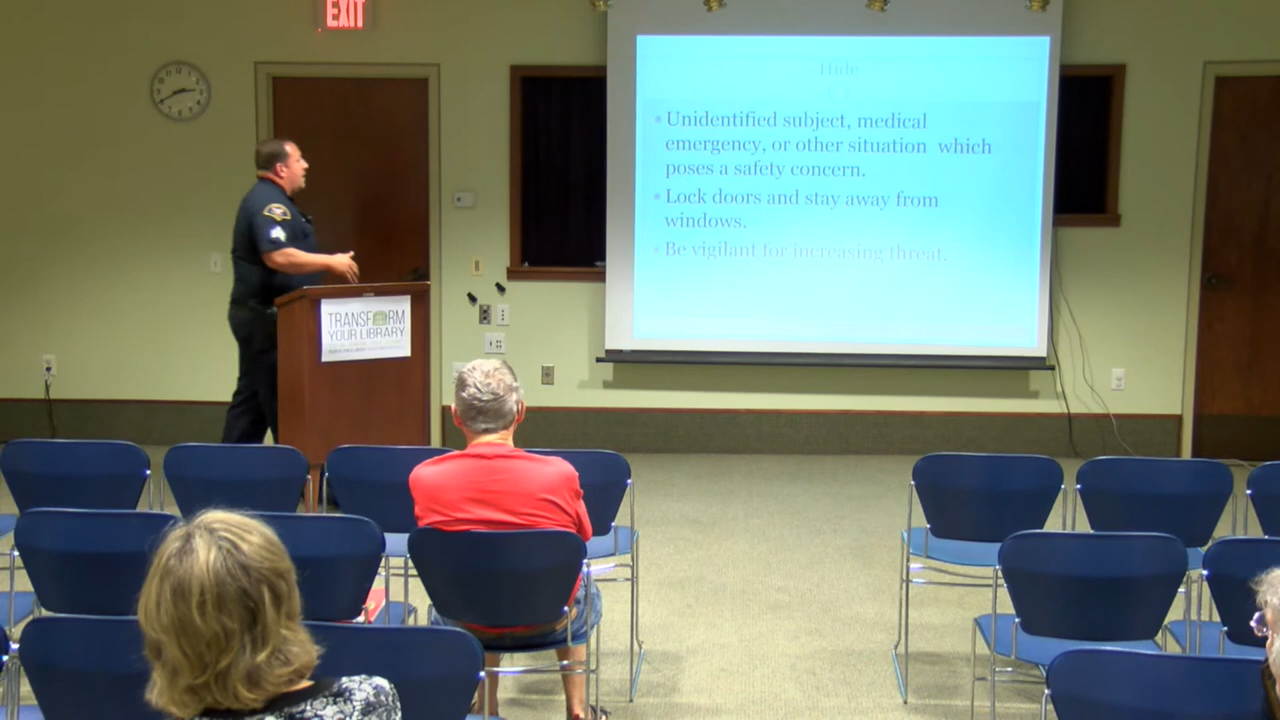 EXIT
Hide
Unidentified subject, medical
emergency, or other situation which
poses a safety concern.
Lock doors and stay away from
windows.
Be vigilant for increasing threat.
TRANSFORM
YOUR LIBRARY